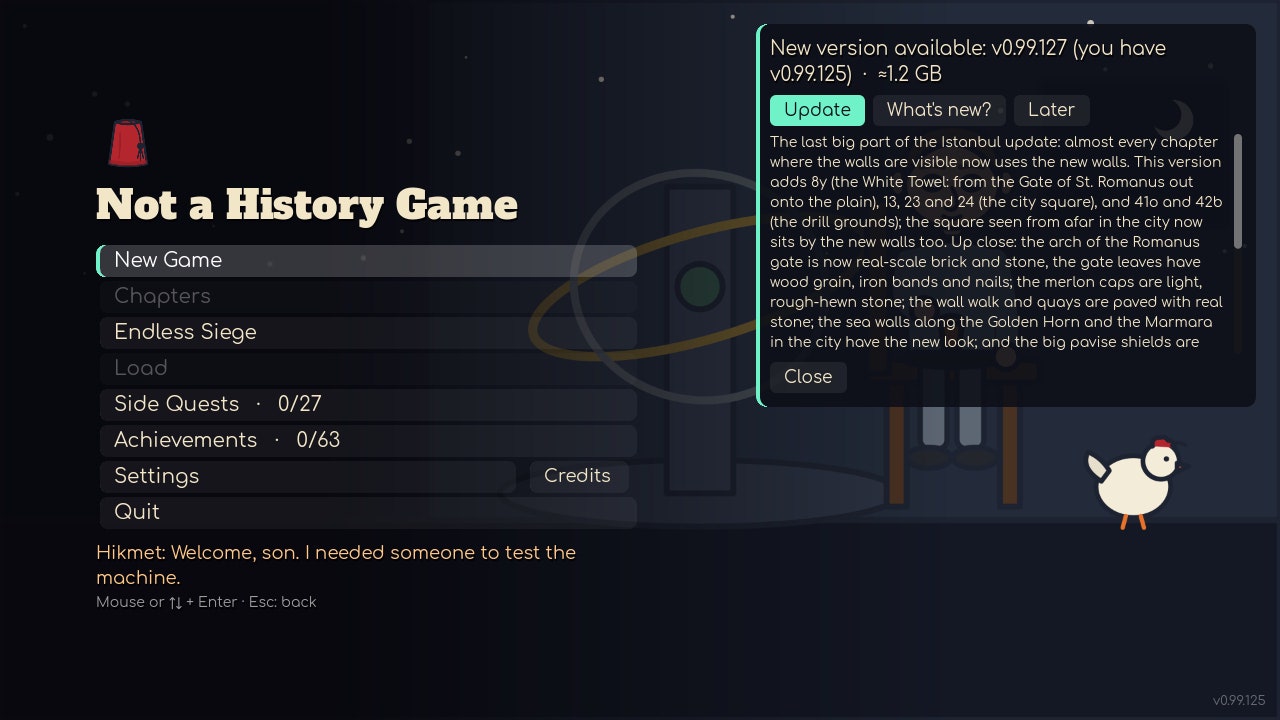 Not a History Game
New Game
Chapters
Endless Siege
Load
Side Quests · 0/27
Achievements · 0/63
Settings
Credits
Quit
Hikmet: Welcome, son. I needed someone to test the
machine.
Mouse or ↑↓ + Enter · Esc: back
New version available: v0.99.127 (you have
v0.99.125) · ≈1.2 GB
Update
What's new?
Later
The last big part of the Istanbul update: almost every chapter
where the walls are visible now uses the new walls. This version
adds 8y (the White Towel: from the Gate of St. Romanus out
onto the plain), 13, 23 and 24 (the city square), and 41o and 42b
(the drill grounds); the square seen from afar in the city now
sits by the new walls too. Up close: the arch of the Romanus
gate is now real-scale brick and stone, the gate leaves have
wood grain, iron bands and nails; the merlon caps are light,
rough-hewn stone; the wall walk and quays are paved with real
stone; the sea walls along the Golden Horn and the Marmara
in the city have the new look; and the big pavise shields are
Close
v0.99.125